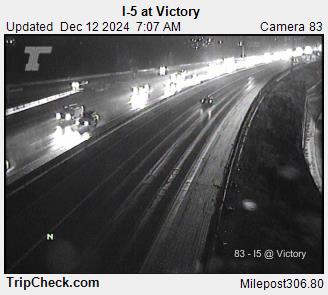 I-5 at Victory
Updated Dec 12 2024 7:07 AM Camera 83
T
N
83 - I5 @ Victory
TripCheck.com Milepost306.80